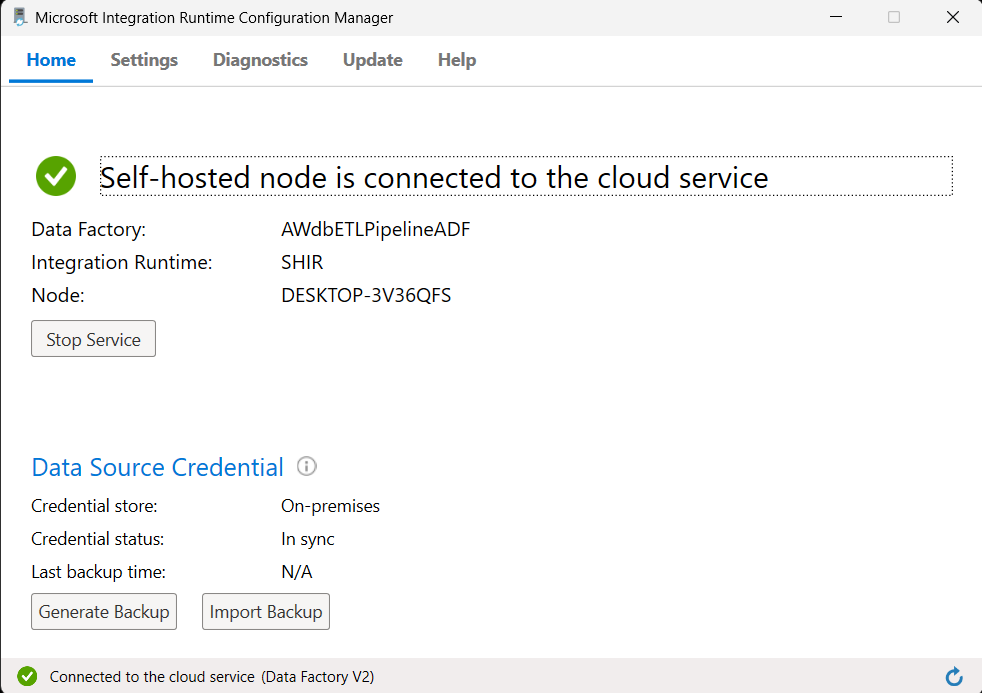 Microsoft Integration Runtime Configuration Manager
Home Settings Diagnostics Update Help
Self-hosted node is connected to the cloud service
Data Factory: AWdbETLPipelineADF
Integration Runtime: SHIR
Node: DESKTOP-3V36QFS
Stop Service
Data Source Credential
Credential store: On-premises
Credential status: In sync
Last backup time: N/A
Generate Backup Import Backup
Connected to the cloud service (Data Factory V2)